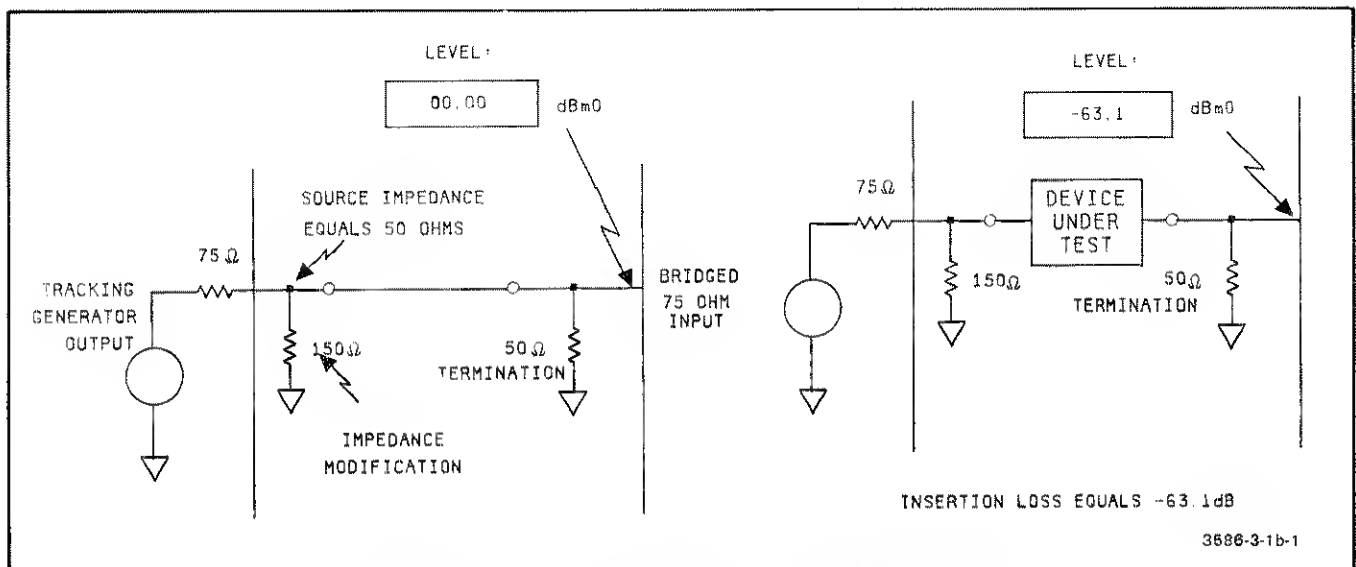 LEVEL:
00.00
dBm0
SOURCE IMPEDANCE
EQUALS 50 OHMS
75Ω
TRACKING
GENERATOR
OUTPUT
150Ω
50Ω
TERMINATION
IMPEDANCE
MODIFICATION
BRIDGED
75 OHM
INPUT
LEVEL:
-63.1
dBm0
75Ω
DEVICE
UNDER
TEST
150Ω
50Ω
TERMINATION
INSERTION LOSS EQUALS -63.1dB
3586-3-1b-1